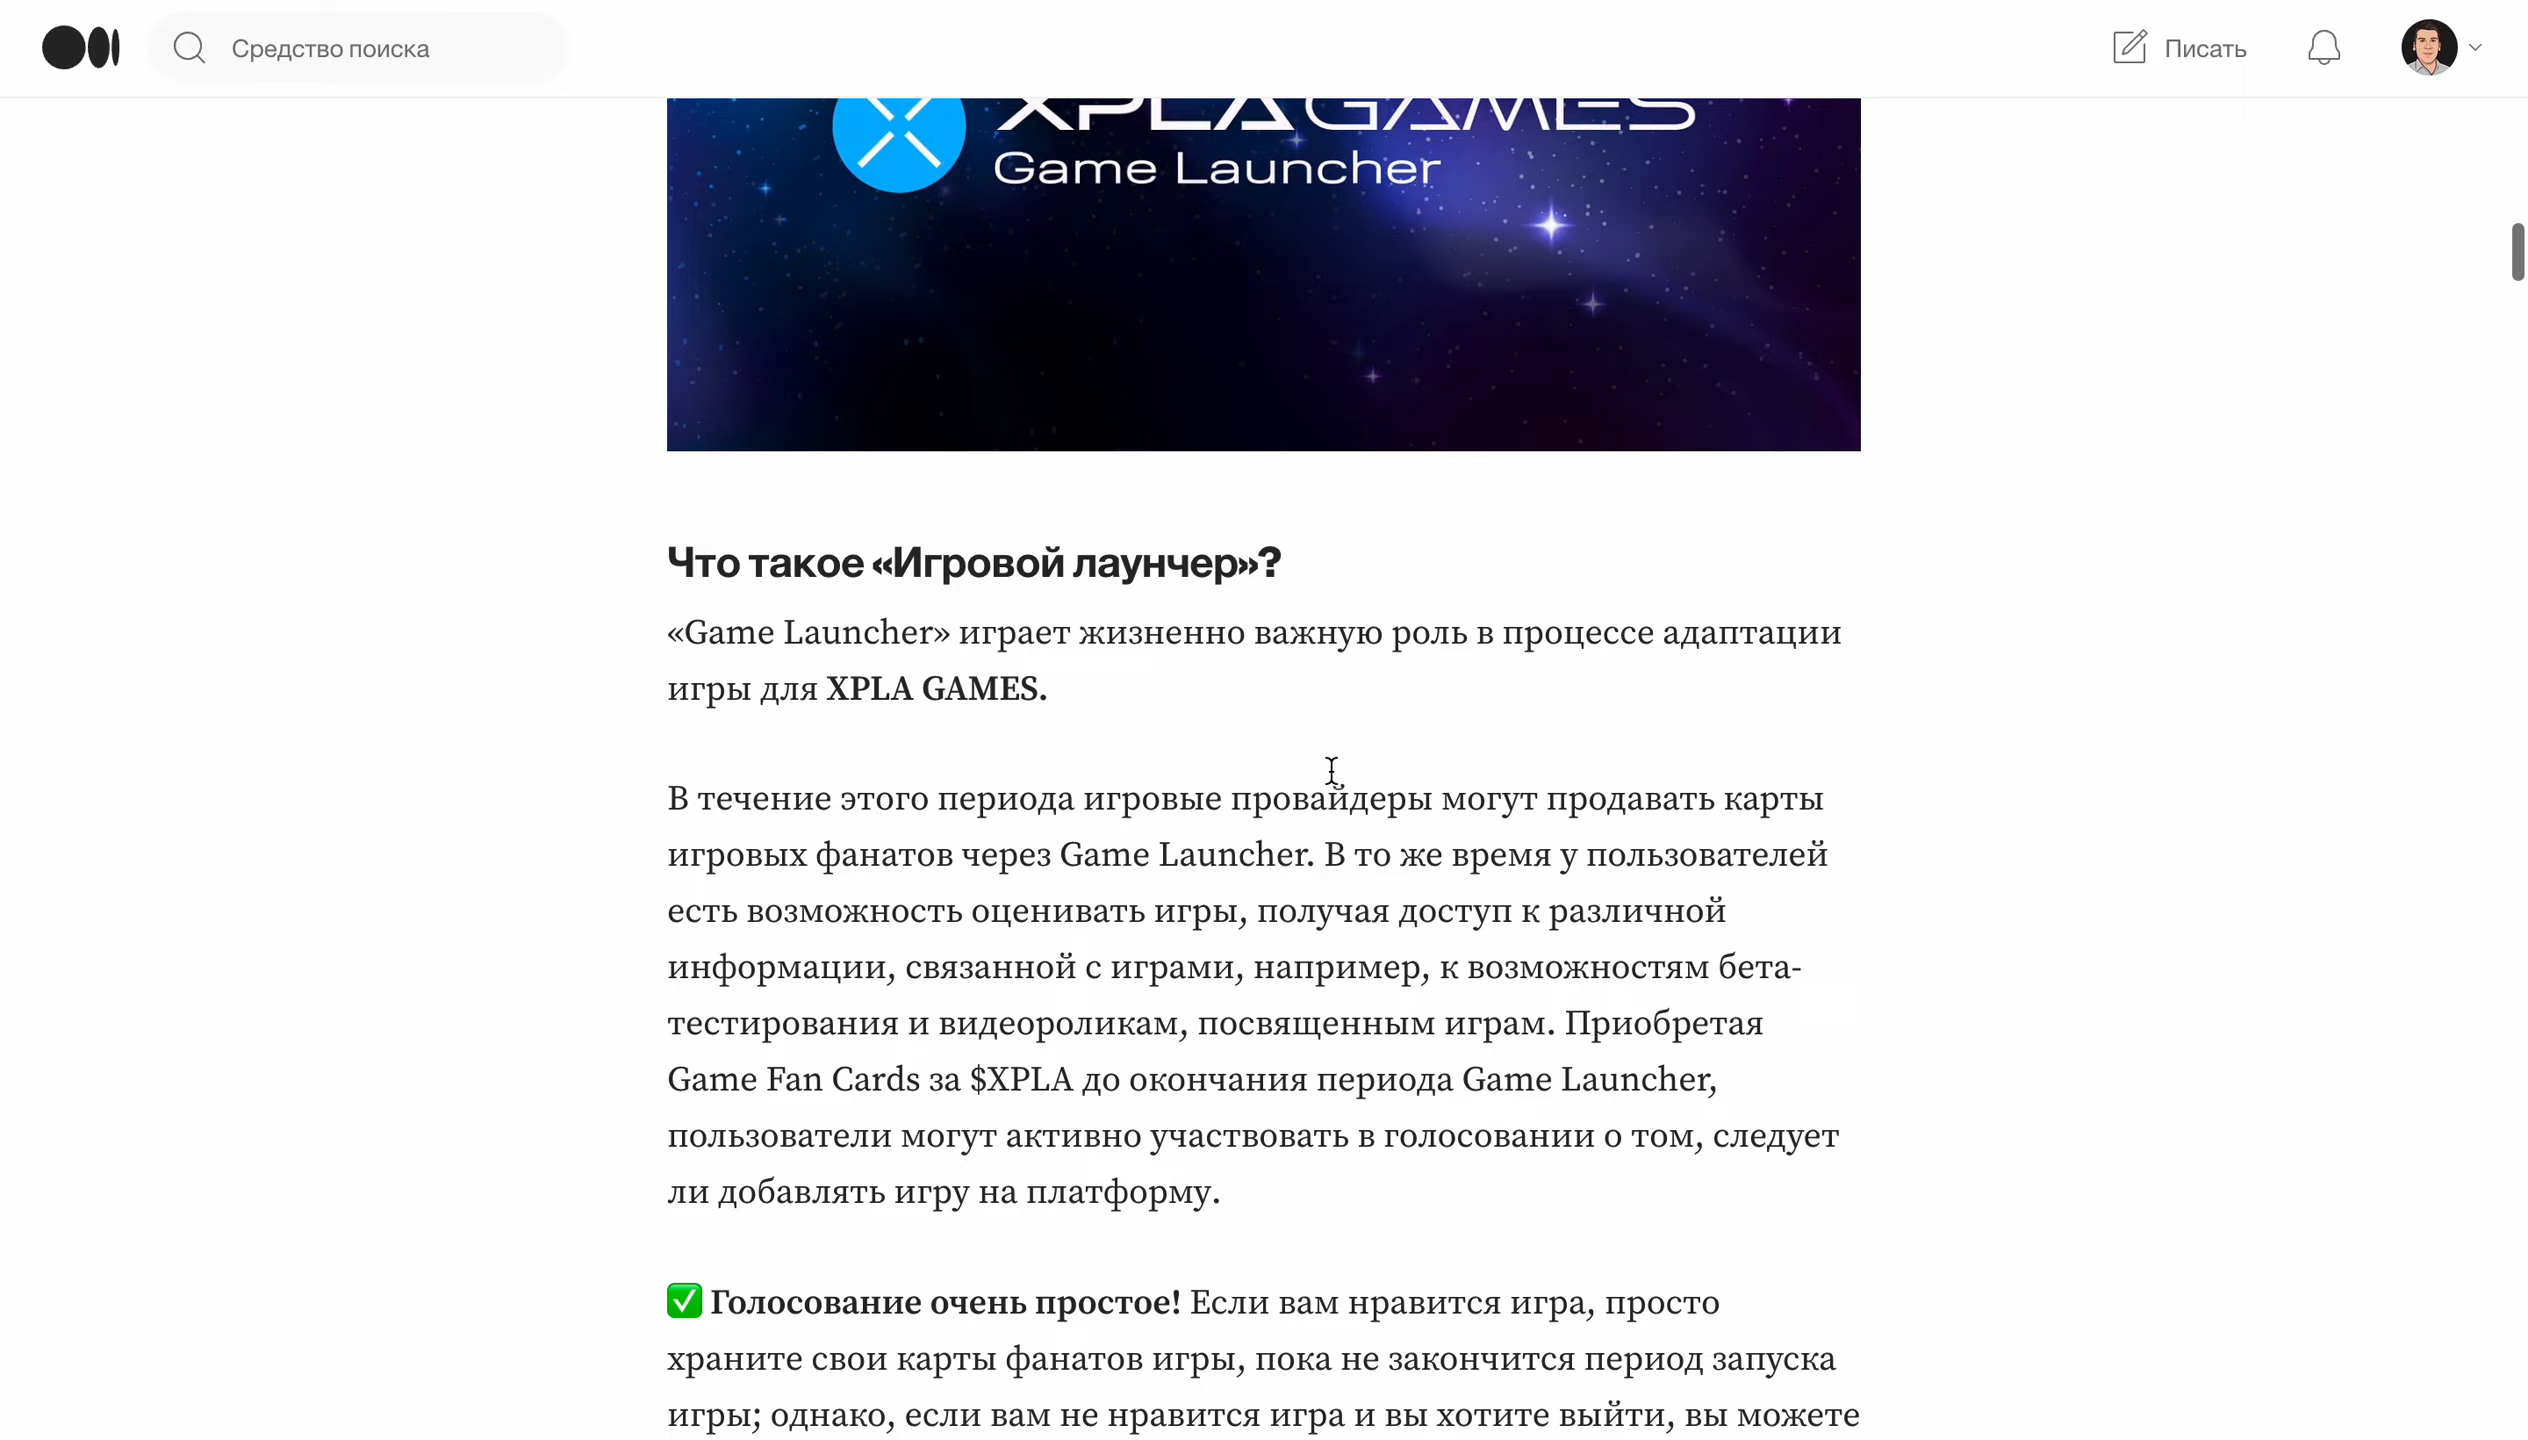 Средство поиска
Писать
XPLAGAMES
Game Launcher
Что такое «Игровой лаунчер»?
«Game Launcher» играет жизненно важную роль в процессе адаптации
игры для XPLA GAMES.
В течение этого периода игровые провайдеры могут продавать карты
игровых фанатов через Game Launcher. В то же время у пользователей
есть возможность оценивать игры, получая доступ к различной
информации, связанной с играми, например, к возможностям бета-
тестирования и видеороликам, посвященным играм. Приобретая
Game Fan Cards за $XPLA до окончания периода Game Launcher,
пользователи могут активно участвовать в голосовании о том, следует
ли добавлять игру на платформу.
✅ Голосование очень простое! Если вам нравится игра, просто
храните свои карты фанатов игры, пока не закончится период запуска
игры; однако, если вам не нравится игра и вы хотите выйти, вы можете